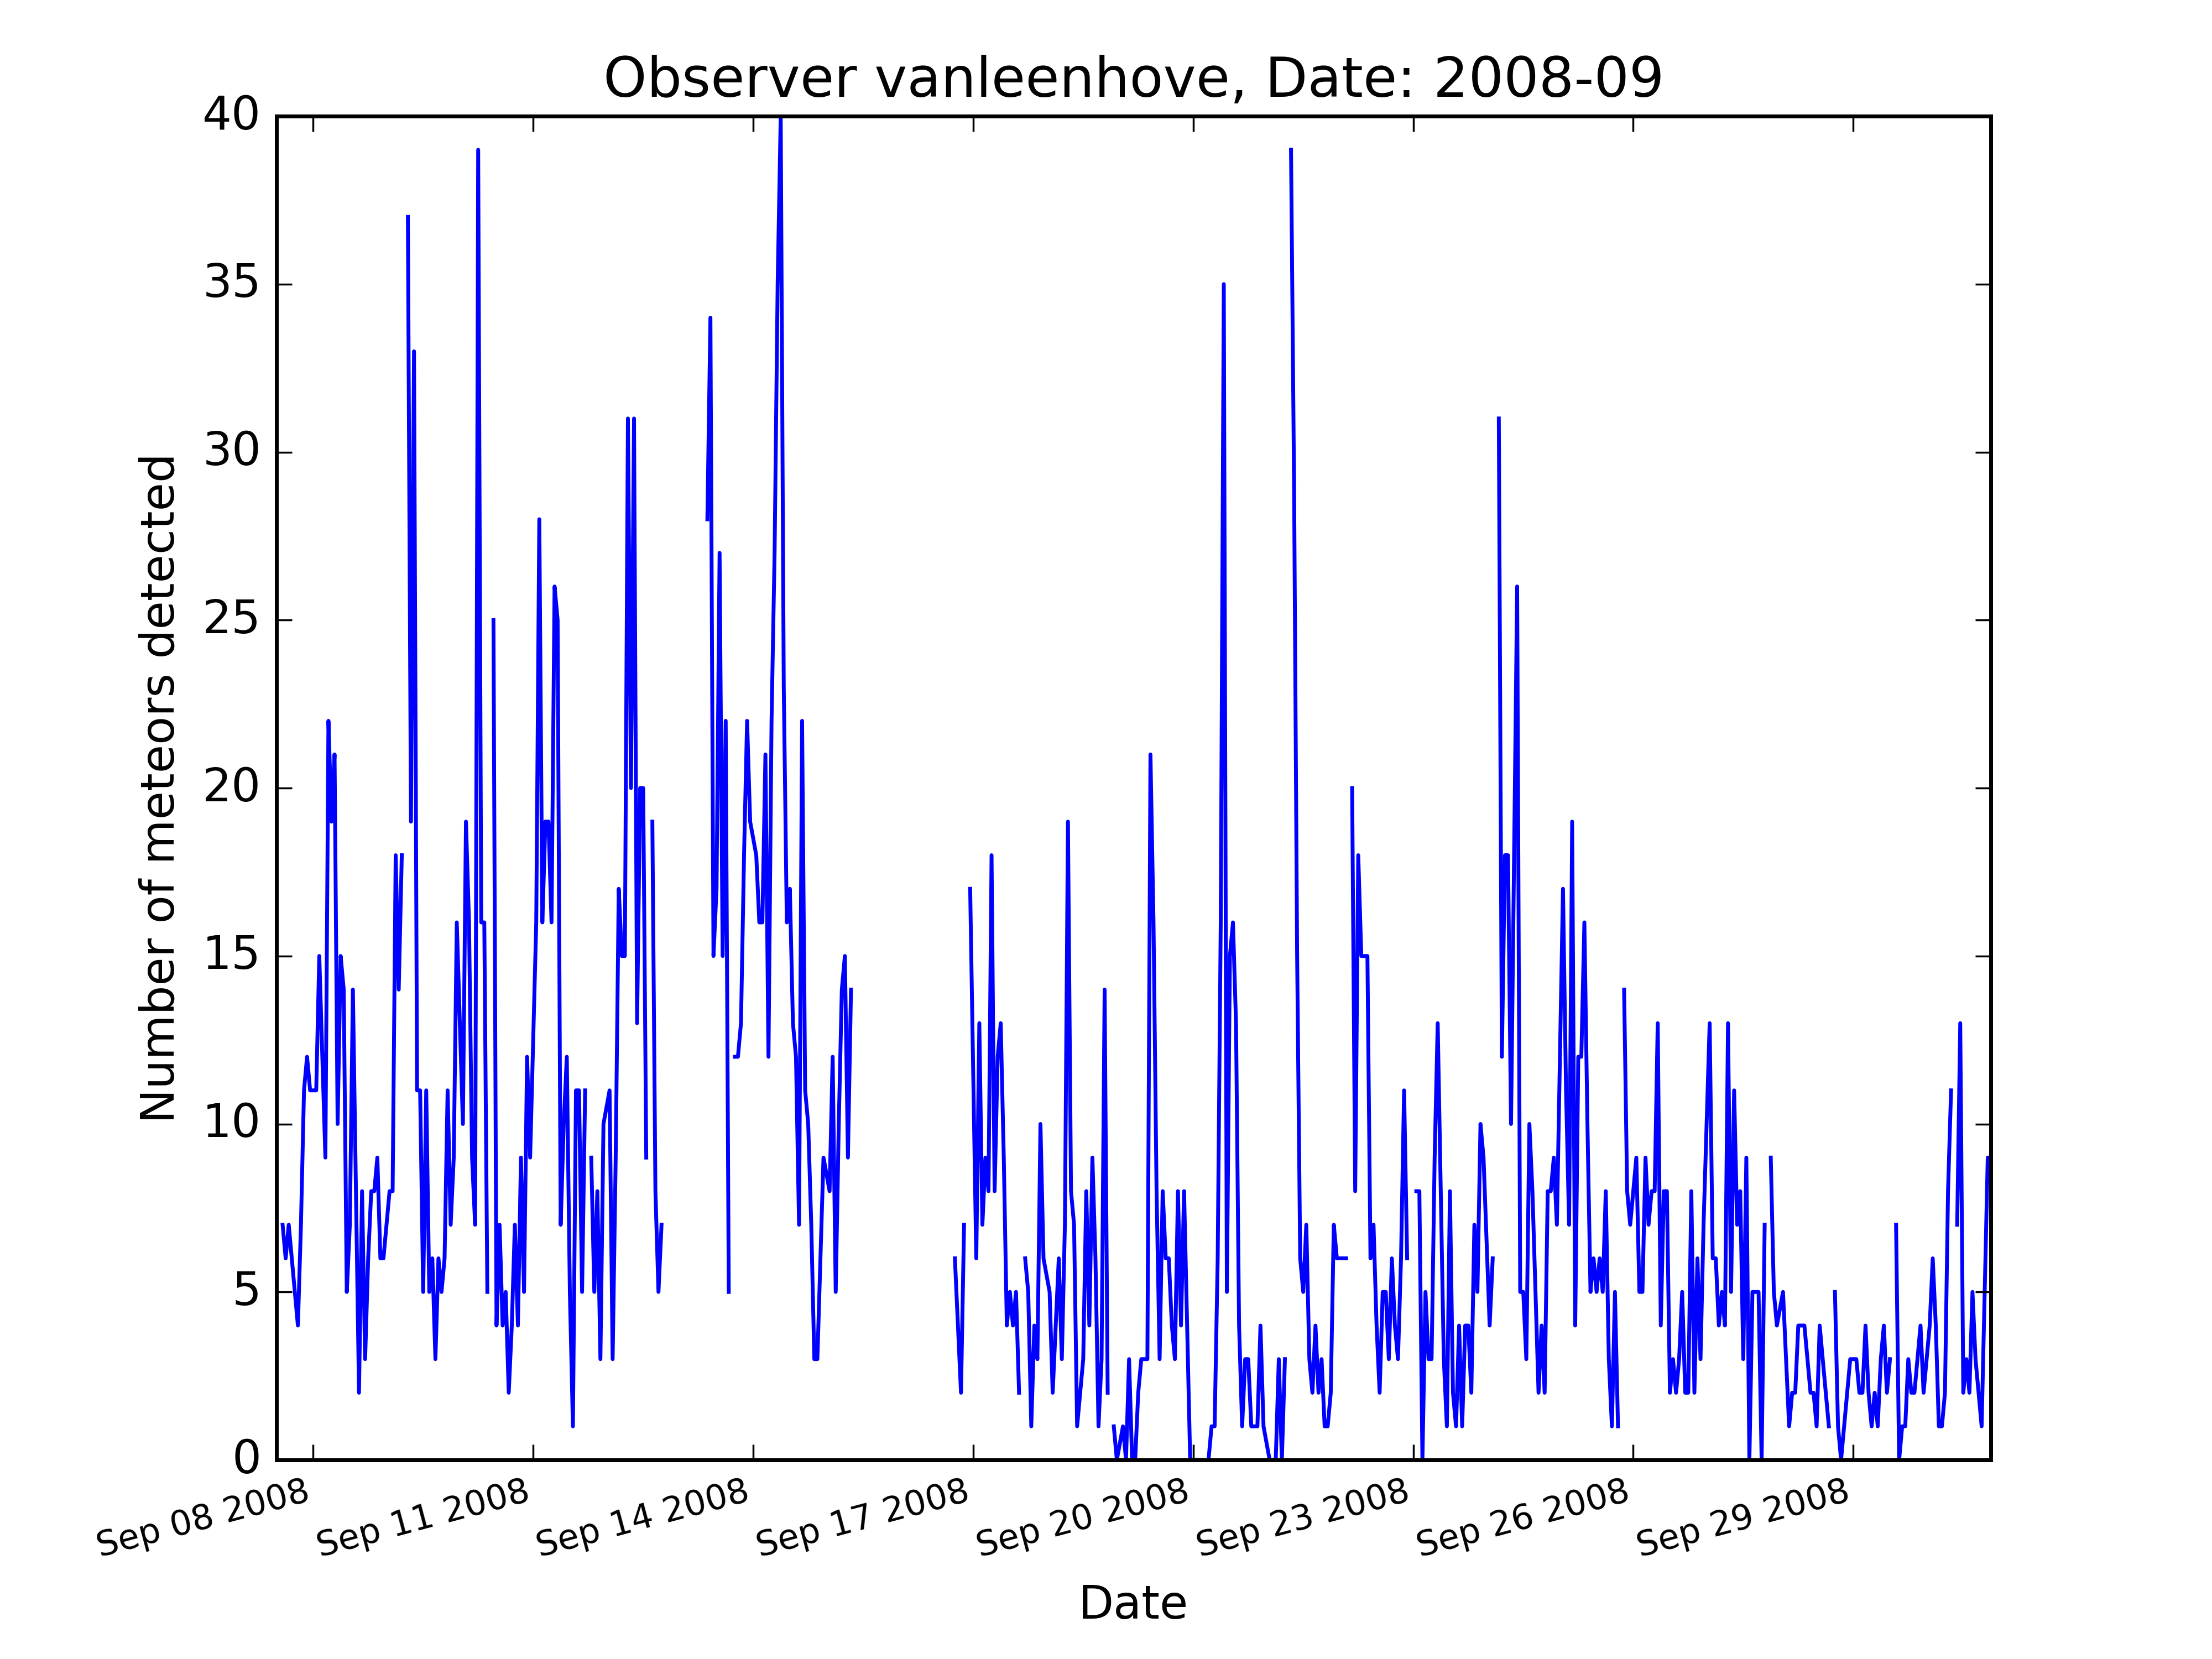 Observer vanleenhove, Date: 2008-09
Number of meteors detected
40
35
30
25
20
15
10
5
0
Sep 08 2008
Sep 11 2008
Sep 14 2008
Sep 17 2008
Sep 20 2008
Sep 23 2008
Sep 26 2008
Sep 29 2008
Date